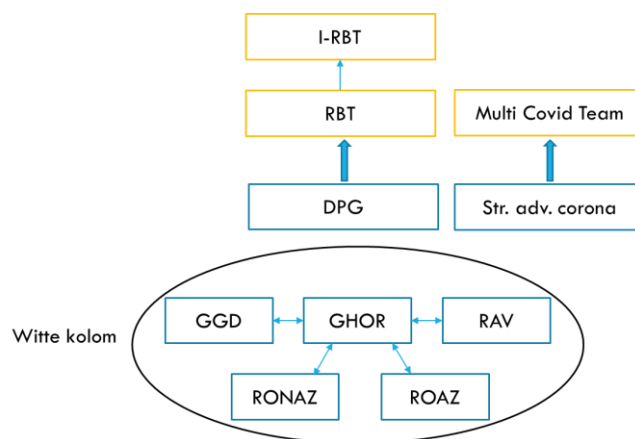 I-RBT
RBT
Multi Covid Team
DPG
Str. adv. corona
GGD
GHOR
RAV
Witte kolom
RONAZ
ROAZ